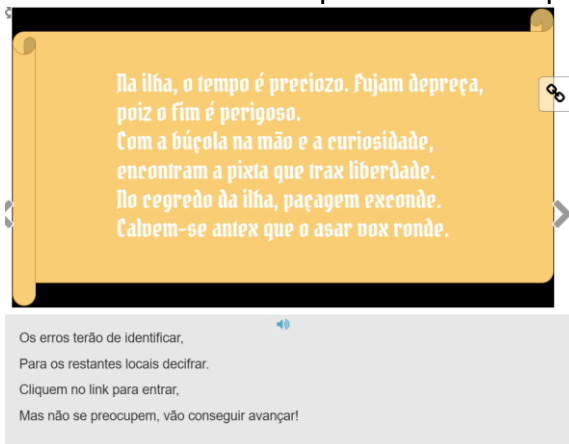 Na ilha, o tempo é preciozo. Fujam depreça,
poiz o fim é perigoso.
Com a búçola na mão e a curiosidade,
encontram a pixta que trax liberdade.
No cegredo da ilha, paçagem exconde.
Calvem-se antex que o asar vox ronde.
Os erros terão de identificar,
Para os restantes locais decifrar.
Cliquem no link para entrar,
Mas não se preocupem, vão conseguir avançar!